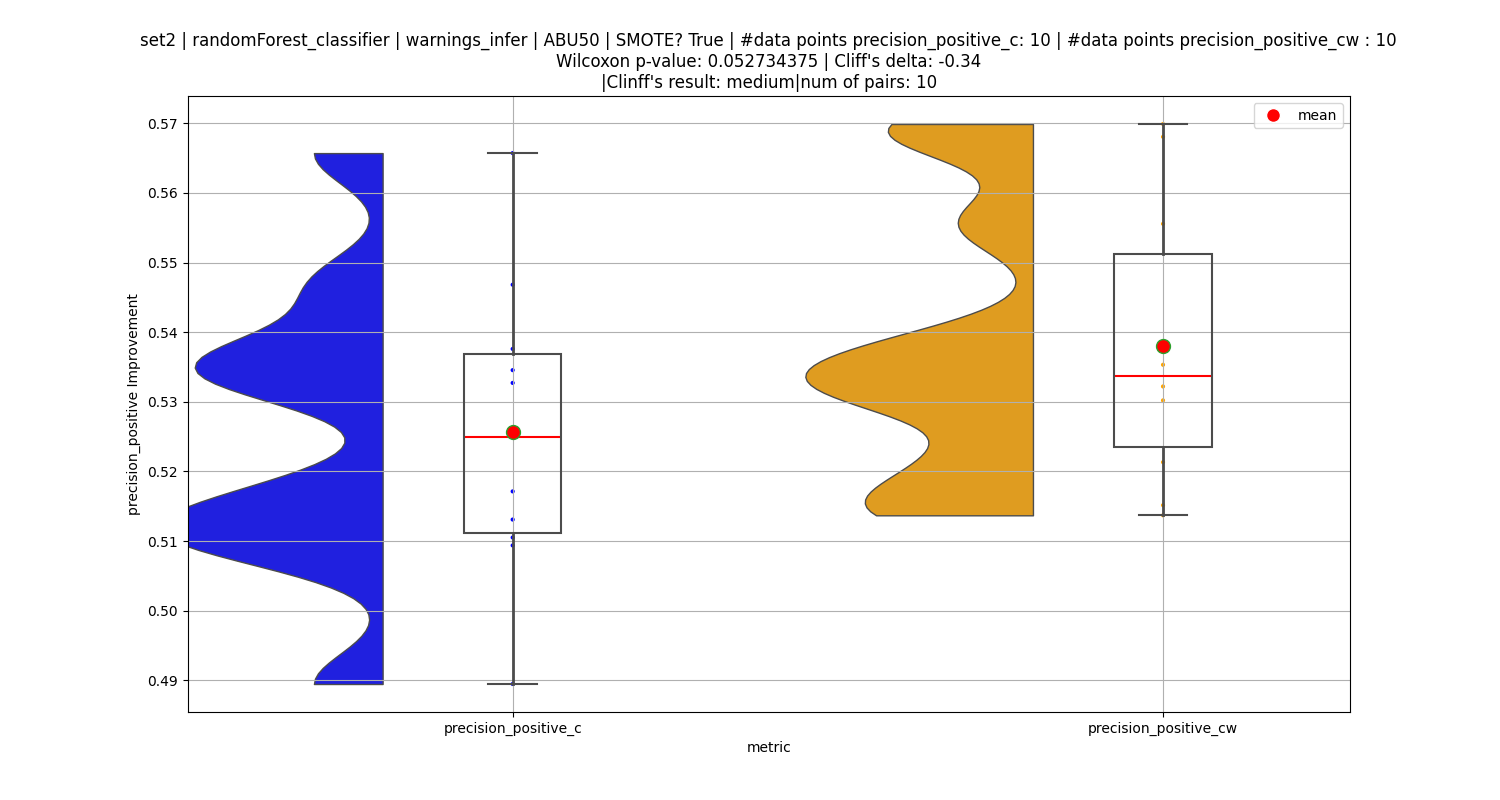 set2 | randomForest_classifier | warnings_infer | ABU50 | SMOTE? True | #data points precision_positive_c: 10 | #data points precision_positive_cw : 10
Wilcoxon p-value: 0.052734375 | Cliff's delta: -0.34
|Clinff's result: medium|num of pairs: 10
mean
0.57
0.56
0.55
0.54
0.53
0.52
0.51
0.50
0.49
precision_positive Improvement
precision_positive_c
precision_positive_cw
metric